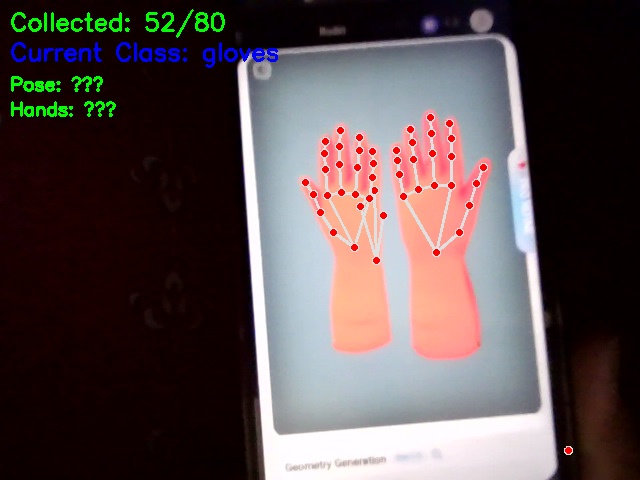 Collected: 52/80
Current Class: gloves
Pose: ???
Hands: ???
Geometry Generation